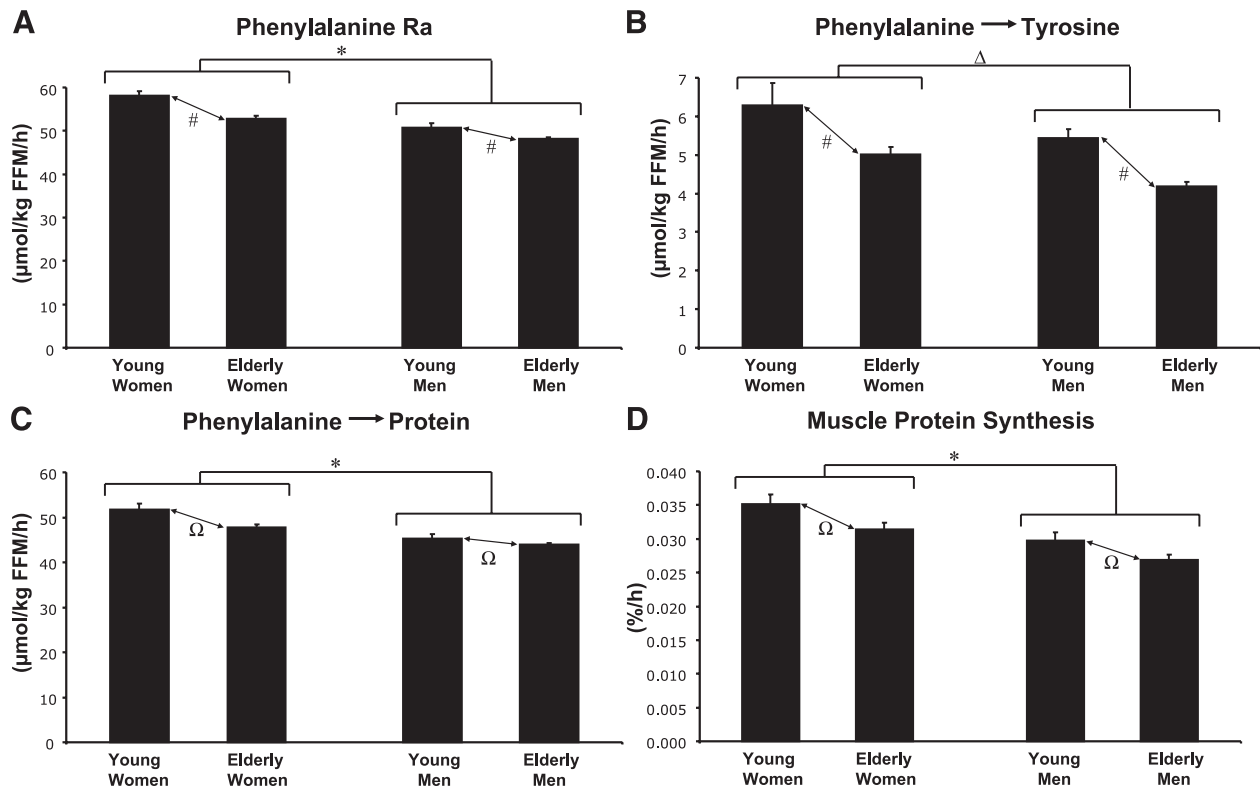 A
Phenylalanine Ra
*
(µmol/kg FFM/h)
60
50
40
30
20
10
0
#
#
Young
Women
Elderly
Women
Young
Men
Elderly
Men
B
Phenylalanine → Tyrosine
Δ
(µmol/kg FFM/h)
7
6
5
4
3
2
1
0
#
#
Young
Women
Elderly
Women
Young
Men
Elderly
Men
C
Phenylalanine → Protein
*
(µmol/kg FFM/h)
60
50
40
30
20
10
0
Ω
Ω
Young
Women
Elderly
Women
Young
Men
Elderly
Men
D
Muscle Protein Synthesis
*
(%/h)
0.040
0.035
0.030
0.025
0.020
0.015
0.010
0.005
0.000
Ω
Ω
Young
Women
Elderly
Women
Young
Men
Elderly
Men